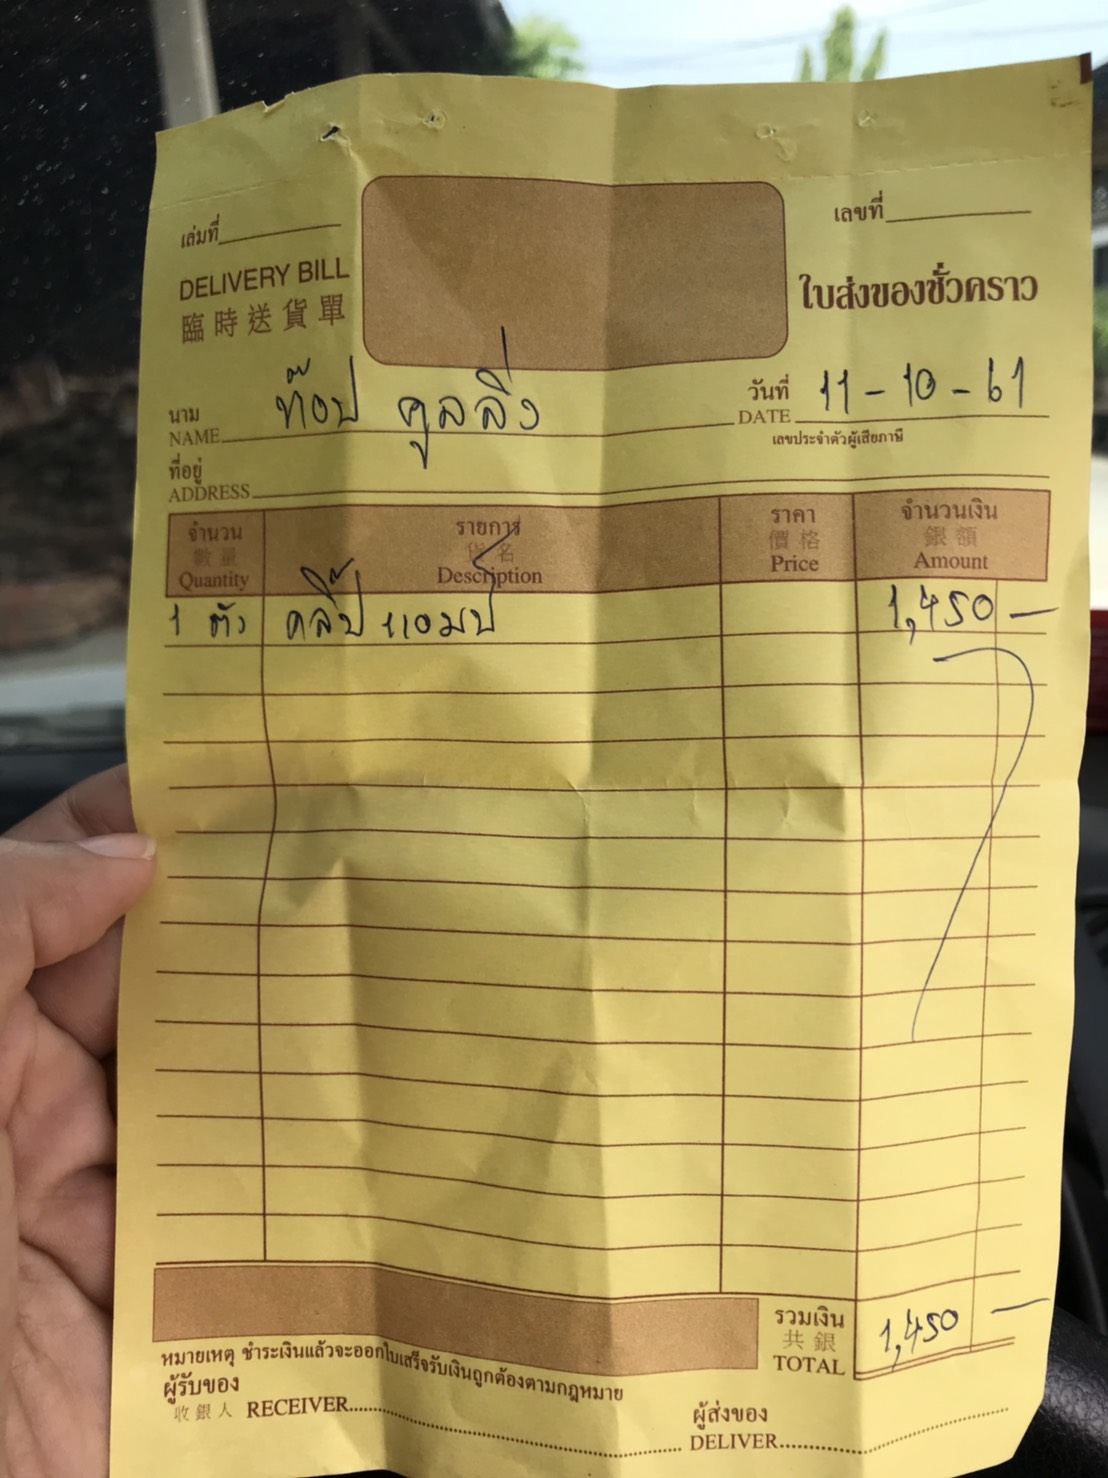 เล่มที่ เลขที่
DELIVERY BILL
臨時送貨單
ใบส่งของชั่วคราว
นาม
NAME ท๊อป คูลลิ่ง
วันที่
DATE 11-10-61
เลขประจำตัวผู้เสียภาษี
ที่อยู่
ADDRESS
จำนวน รายการ ราคา จำนวนเงิน
數量 貨名 價格 銀額
Quantity Description Price Amount
1 ตัว คลิ๊ป แอมป์ 1,450 —
รวมเงิน
共銀
TOTAL 1,450 —
หมายเหตุ ชำระเงินแล้วจะออกใบเสร็จรับเงินถูกต้องตามกฎหมาย
ผู้รับของ
收銀人 RECEIVER
ผู้ส่งของ
DELIVER